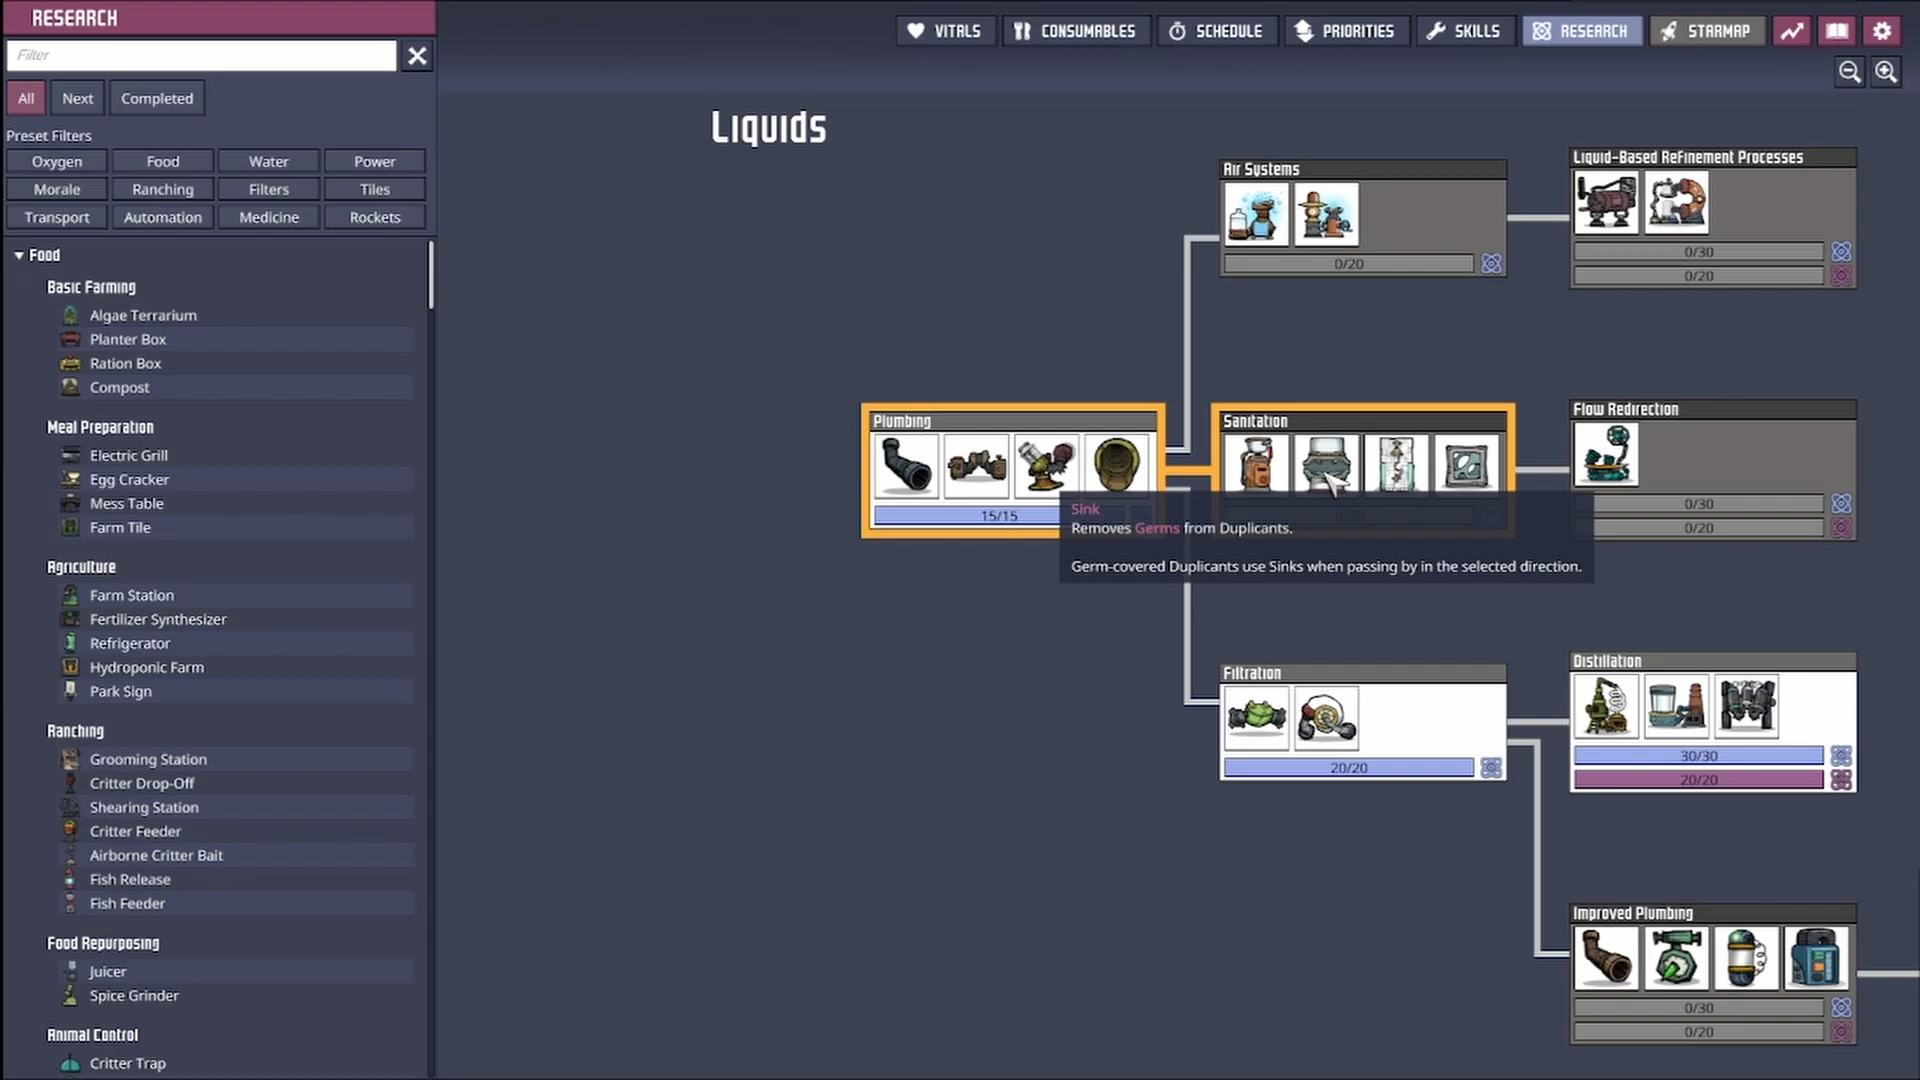 RESEARCH
VITALS
CONSUMABLES
SCHEDULE
PRIORITIES
SKILLS
RESEARCH
STARMAP
Filter
All
Next
Completed
Preset Filters
Oxygen
Food
Water
Power
Morale
Ranching
Filters
Tiles
Transport
Automation
Medicine
Rockets
Food
Basic Farming
Algae Terrarium
Planter Box
Ration Box
Compost
Meal Preparation
Electric Grill
Egg Cracker
Mess Table
Farm Tile
Agriculture
Farm Station
Fertilizer Synthesizer
Refrigerator
Hydroponic Farm
Park Sign
Ranching
Grooming Station
Critter Drop-Off
Shearing Station
Critter Feeder
Airborne Critter Bait
Fish Release
Fish Feeder
Food Repurposing
Juicer
Spice Grinder
Animal Control
Critter Trap
Liquids
Air Systems
0/20
Liquid-Based Refinement Processes
0/30
0/20
Plumbing
15/15
Sanitation
0/20
Flow Redirection
0/30
0/20
Sink
Removes Germs from Duplicants.
Germ-covered Duplicants use Sinks when passing by in the selected direction.
Filtration
20/20
Distillation
30/30
20/20
Improved Plumbing
0/30
0/20